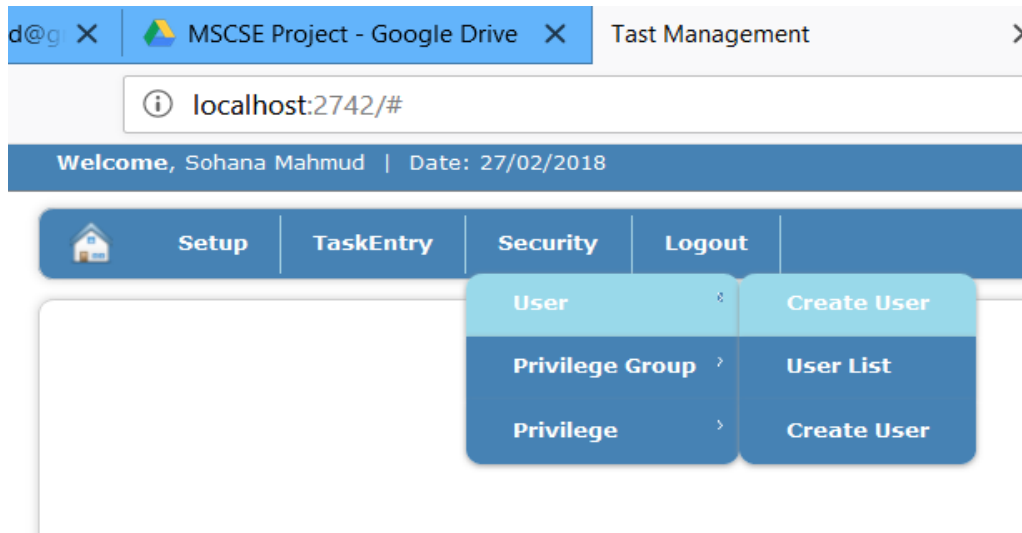 d@g MSCSE Project - Google Drive Tast Management
localhost:2742/#
Welcome, Sohana Mahmud | Date: 27/02/2018
Setup TaskEntry Security Logout
User Create User
Privilege Group User List
Privilege Create User